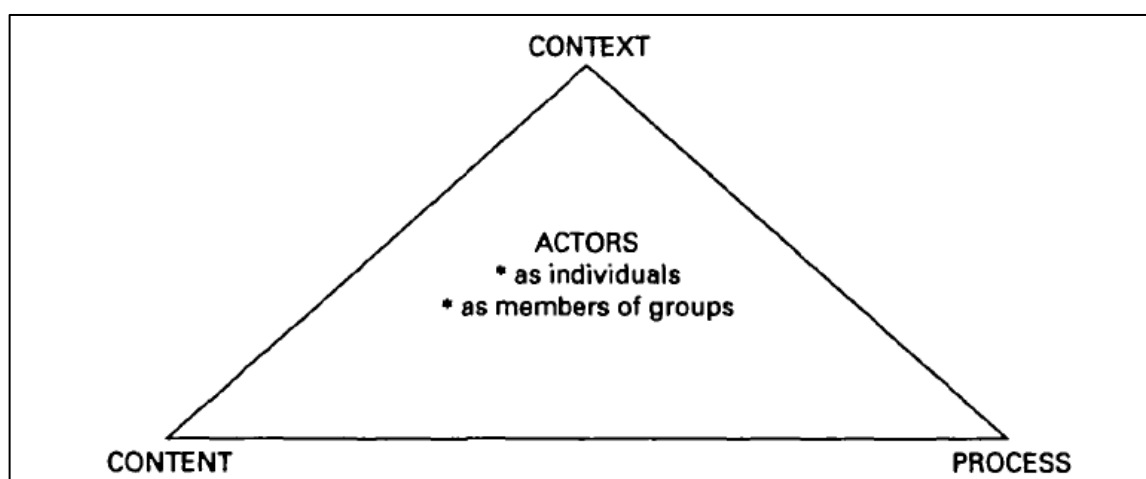 CONTEXT
ACTORS
* as individuals
* as members of groups
CONTENT
PROCESS